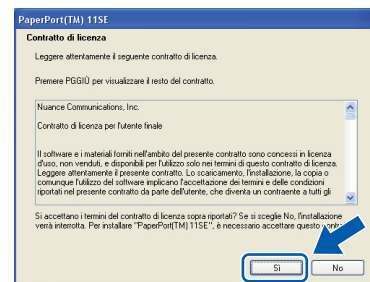 PaperPort(TM) 11SE
Contratto di licenza
Leggere attentamente il seguente contratto di licenza.
Premere PGGIÙ per visualizzare il resto del contratto.
Nuance Communications, Inc.
Contratto di licenza per l'utente finale
Il software e i materiali forniti nell'ambito del presente contratto sono concessi in licenza
d'uso, non venduti, e disponibili per l'utilizzo solo nei termini di questo contratto di licenza.
Leggere attentamente il presente contratto. Lo scaricamento, l'installazione, la copia o
comunque l'utilizzo del software implicano l'accettazione dei termini e delle condizioni
riportati nel presente contratto da parte dell'utente, che diventa un contraente a tutti gli
Si accettano i termini del contratto di licenza sopra riportati? Se si sceglie No, l'installazione
verrà interrotta. Per installare "PaperPort(TM) 11SE", è necessario accettare questo
Sì No